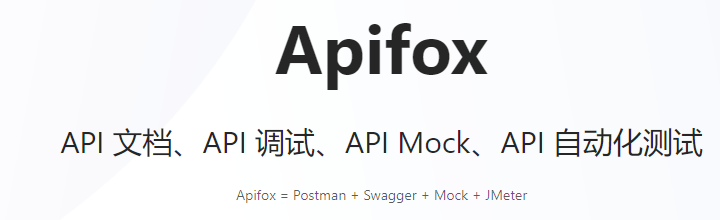 Apifox
API 文档、API 调试、API Mock、API 自动化测试
Apifox = Postman + Swagger + Mock + JMeter